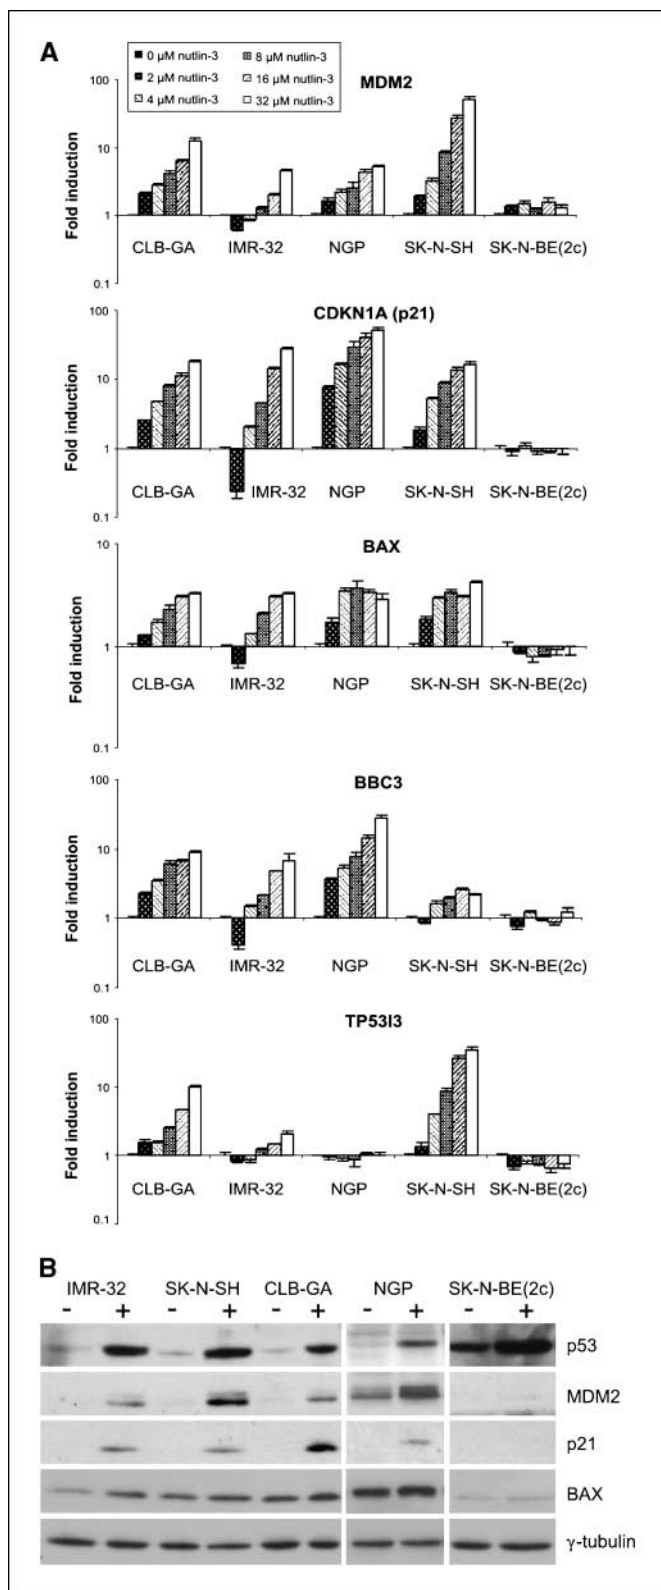 A
0 µM nutlin-3
2 µM nutlin-3
4 µM nutlin-3
8 µM nutlin-3
16 µM nutlin-3
32 µM nutlin-3
MDM2
Fold induction
100
10
1
0.1
CLB-GA IMR-32 NGP SK-N-SH SK-N-BE(2c)
CDKN1A (p21)
Fold induction
100
10
1
0.1
CLB-GA IMR-32 NGP SK-N-SH SK-N-BE(2c)
BAX
Fold induction
10
1
0.1
CLB-GA IMR-32 NGP SK-N-SH SK-N-BE(2c)
BBC3
Fold induction
100
10
1
0.1
CLB-GA IMR-32 NGP SK-N-SH SK-N-BE(2c)
TP53I3
Fold induction
100
10
1
0.1
CLB-GA IMR-32 NGP SK-N-SH SK-N-BE(2c)
B
IMR-32 SK-N-SH CLB-GA NGP SK-N-BE(2c)
- + - + - + - + - +
p53
MDM2
p21
BAX
γ-tubulin